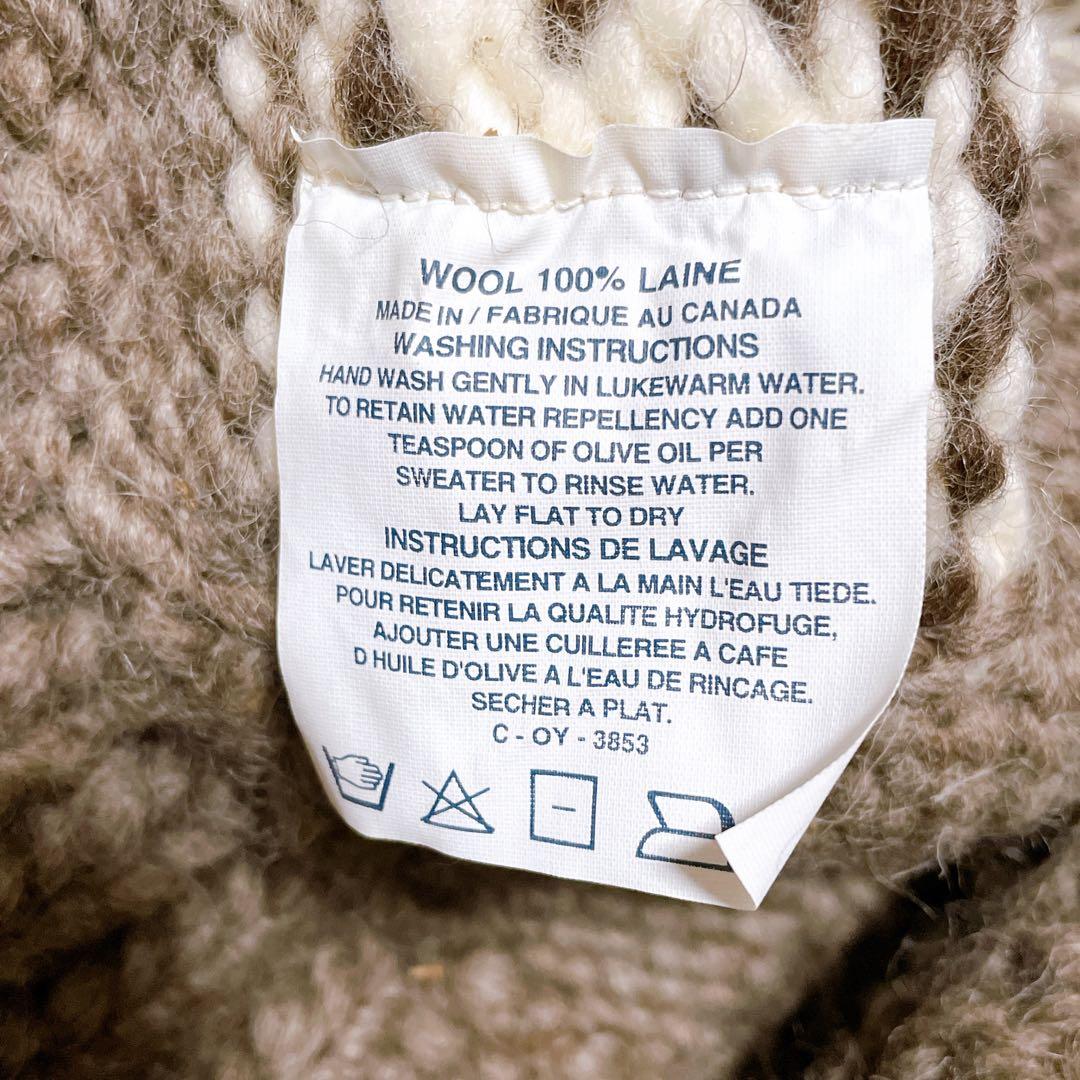 WOOL 100% LAINE
MADE IN / FABRIQUE AU CANADA
WASHING INSTRUCTIONS
HAND WASH GENTLY IN LUKEWARM WATER.
TO RETAIN WATER REPELLENCY ADD ONE
TEASPOON OF OLIVE OIL PER
SWEATER TO RINSE WATER.
LAY FLAT TO DRY
INSTRUCTIONS DE LAVAGE
LAVER DELICATEMENT A LA MAIN L'EAU TIEDE.
POUR RETENIR LA QUALITE HYDROFUGE,
AJOUTER UNE CUILLEREE A CAFE
D HUILE D'OLIVE A L'EAU DE RINCAGE.
SECHER A PLAT.
C - OY - 3853